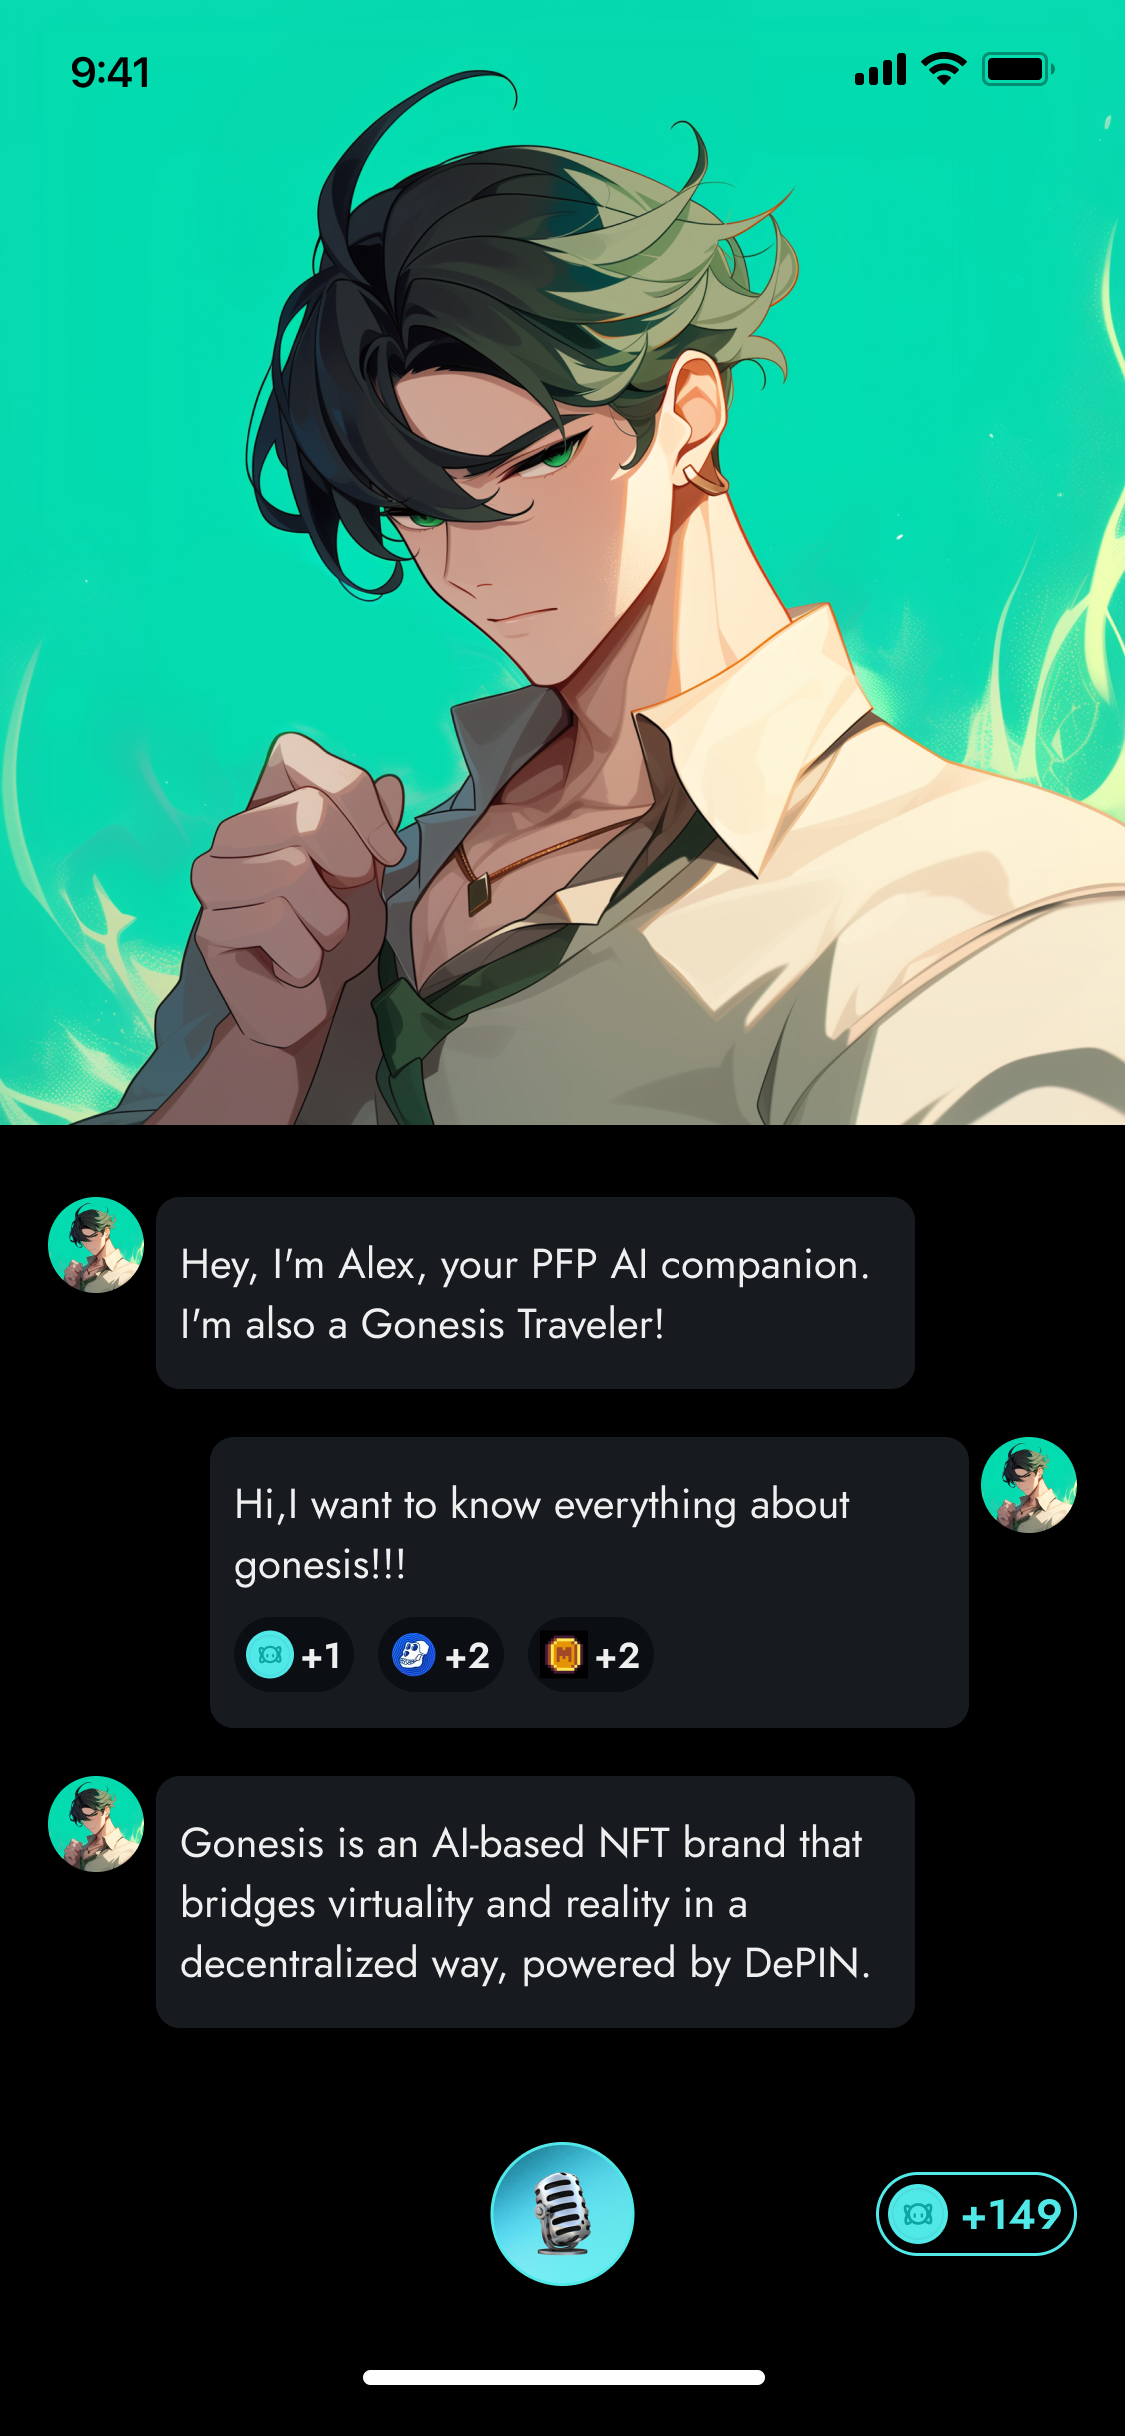 9:41
Hey, I'm Alex, your PFP AI companion.
I'm also a Gonesis Traveler!
Hi,I want to know everything about
gonesis!!!
+1 +2 M +2
Gonesis is an AI-based NFT brand that
bridges virtuality and reality in a
decentralized way, powered by DePIN.
+149